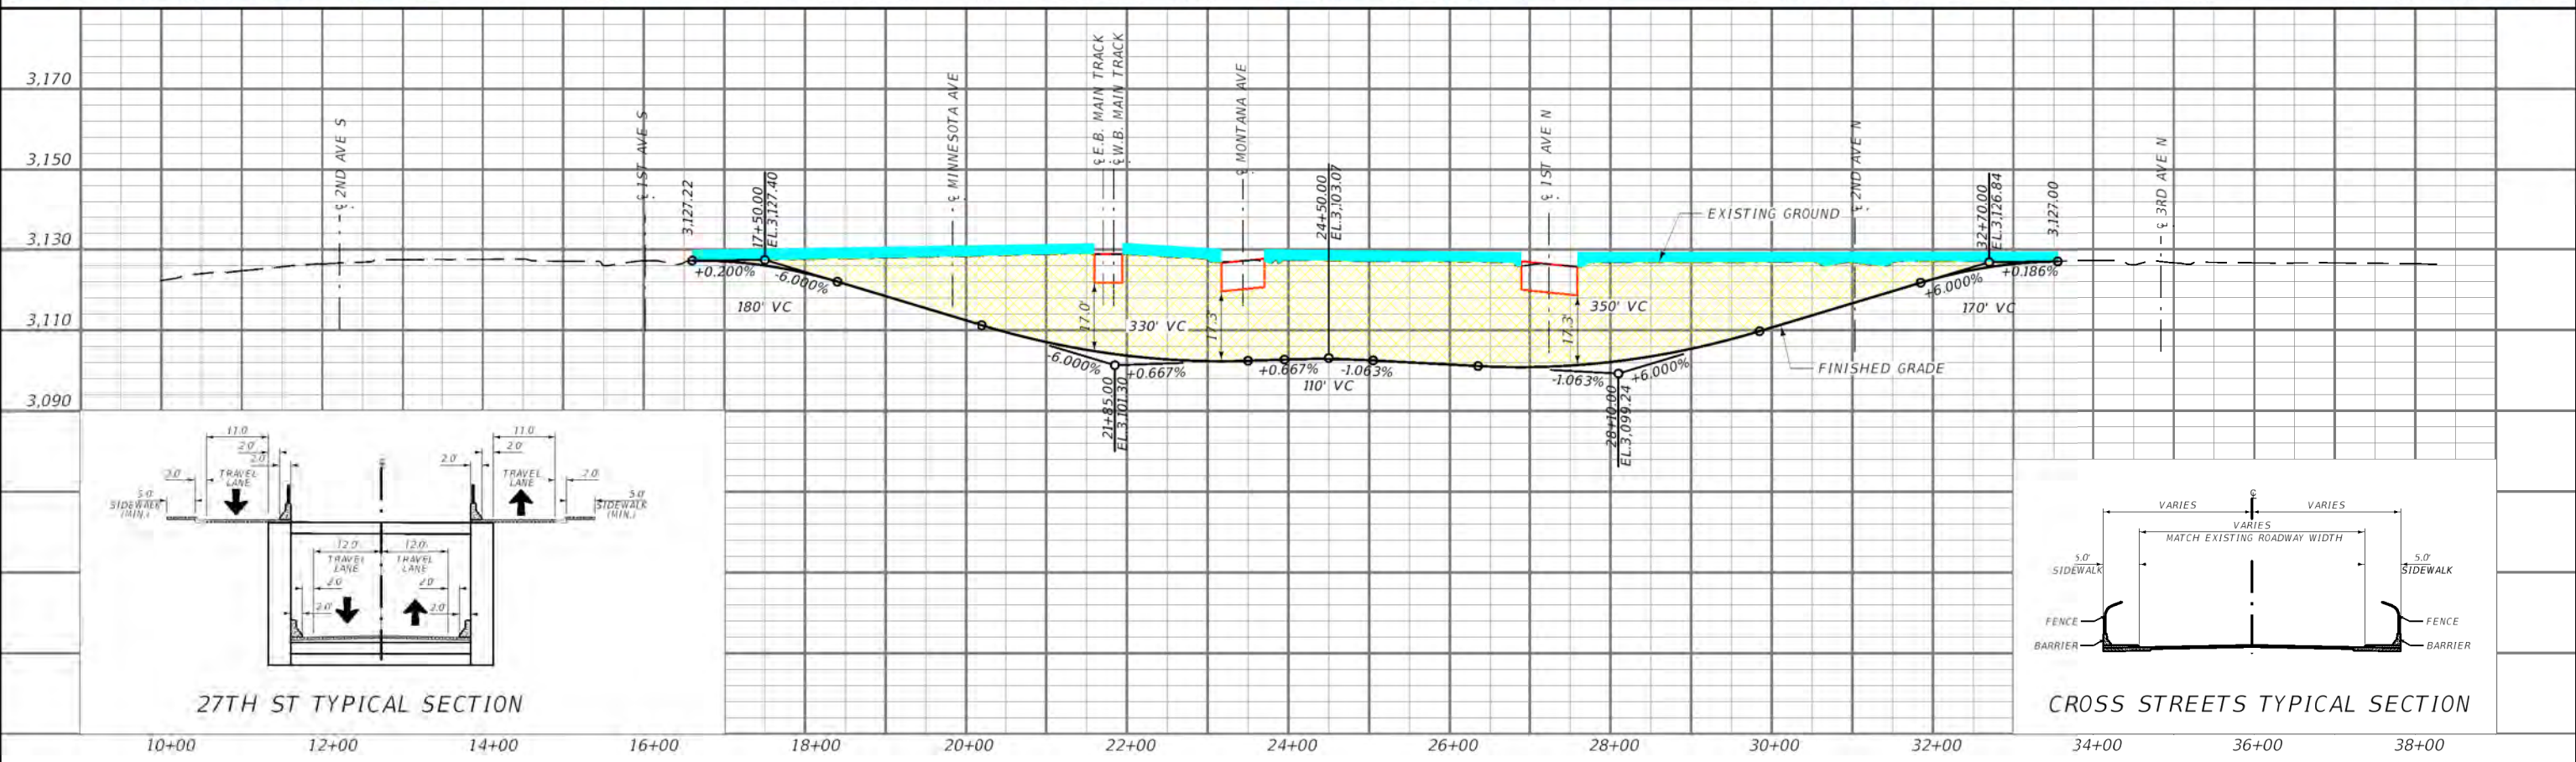 3,170
3,150
3,130
3,110
3,090
℄ 2ND AVE S
℄ 1ST AVE S
3,127.22
17+50.00
EL.3,127.40
℄ MINNESOTA AVE
℄ E.B. MAIN TRACK
℄ W.B. MAIN TRACK
℄ MONTANA AVE
24+50.00
EL.3,103.07
℄ 1ST AVE N
EXISTING GROUND
℄ 2ND AVE N
32+70.00
EL.3,126.84
3,127.00
℄ 3RD AVE N
+0.200%
-6.000%
180' VC
17.0'
330' VC
17.3'
17.3'
350' VC
+6.000%
+0.186%
170' VC
-6.000%
+0.667%
+0.667%
-1.063%
110' VC
-1.063%
+6.000%
FINISHED GRADE
21+85.00
EL.3,101.30
28+10.00
EL.3,099.24
11.0'
11.0'
2.0'
2.0'
2.0'
2.0'
2.0'
TRAVEL
LANE
TRAVEL
LANE
2.0'
5.0'
SIDEWALK
(MIN.)
5.0'
SIDEWALK
(MIN.)
12.0'
12.0'
TRAVEL
LANE
TRAVEL
LANE
2.0'
2.0'
2.0'
2.0'
27TH ST TYPICAL SECTION
℄
VARIES
VARIES
VARIES
MATCH EXISTING ROADWAY WIDTH
5.0'
SIDEWALK
5.0'
SIDEWALK
FENCE
FENCE
BARRIER
BARRIER
CROSS STREETS TYPICAL SECTION
10+00
12+00
14+00
16+00
18+00
20+00
22+00
24+00
26+00
28+00
30+00
32+00
34+00
36+00
38+00